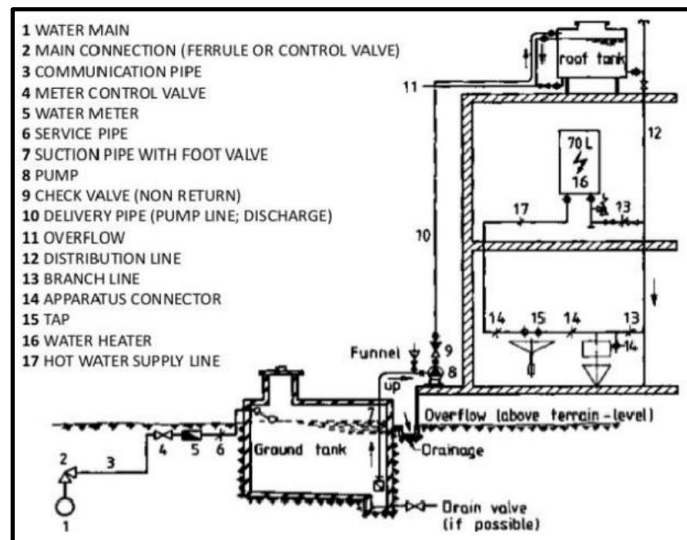 1 WATER MAIN
2 MAIN CONNECTION (FERRULE OR CONTROL VALVE)
3 COMMUNICATION PIPE
4 METER CONTROL VALVE
5 WATER METER
6 SERVICE PIPE
7 SUCTION PIPE WITH FOOT VALVE
8 PUMP
9 CHECK VALVE (NON RETURN)
10 DELIVERY PIPE (PUMP LINE; DISCHARGE)
11 OVERFLOW
12 DISTRIBUTION LINE
13 BRANCH LINE
14 APPARATUS CONNECTOR
15 TAP
16 WATER HEATER
17 HOT WATER SUPPLY LINE
roof tank
11
12
70 L
16
17
13
10
14 15 14 13
14
Funnel
9
8
up
7
Overflow (above terrain-level)
Ground tank
Drainage
2
3
4
5
6
1
Drain valve
(if possible)